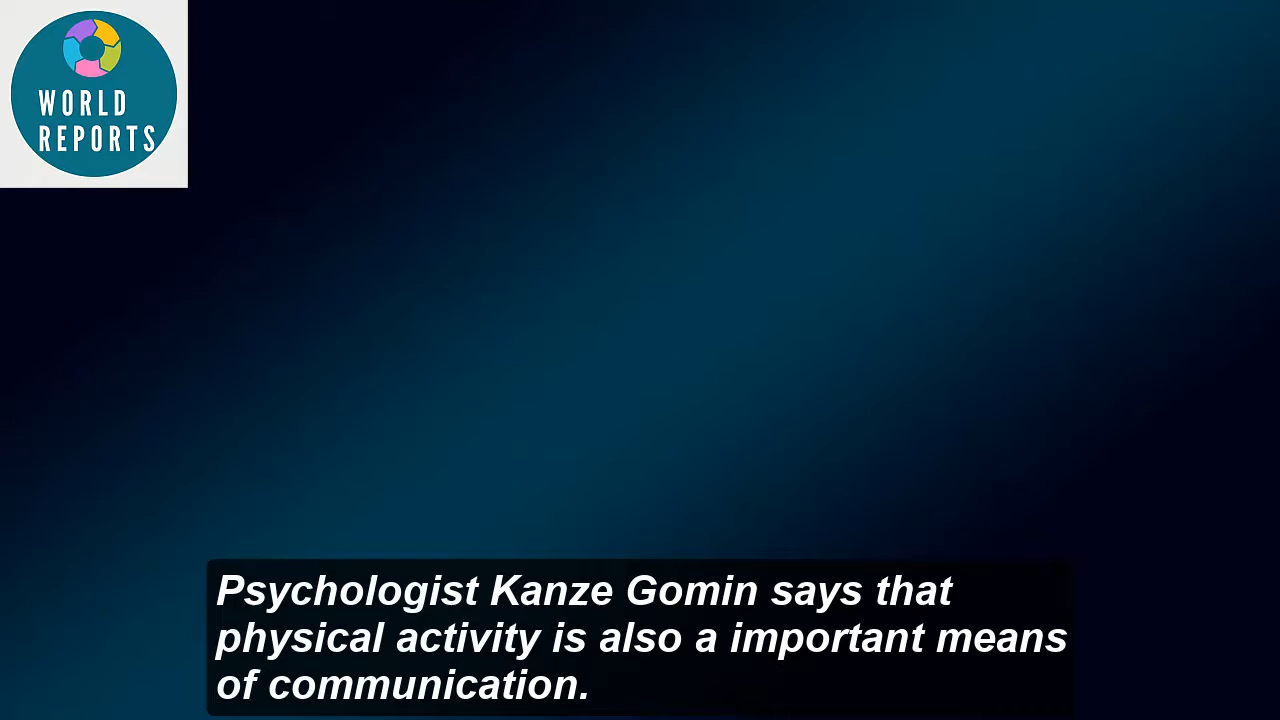 WORLD
REPORTS
Psychologist Kanze Gomin says that
physical activity is also a important means
of communication.